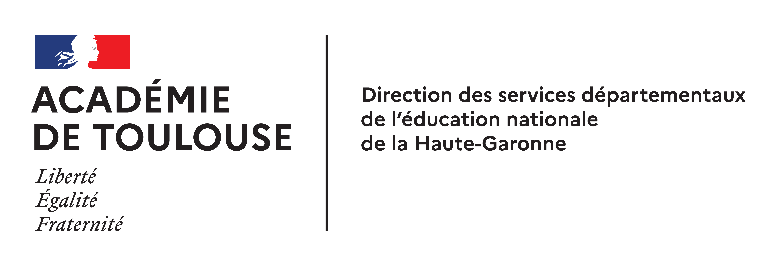 ACADÉMIE
DE TOULOUSE
Liberté
Égalité
Fraternité
Direction des services départementaux
de l'éducation nationale
de la Haute-Garonne